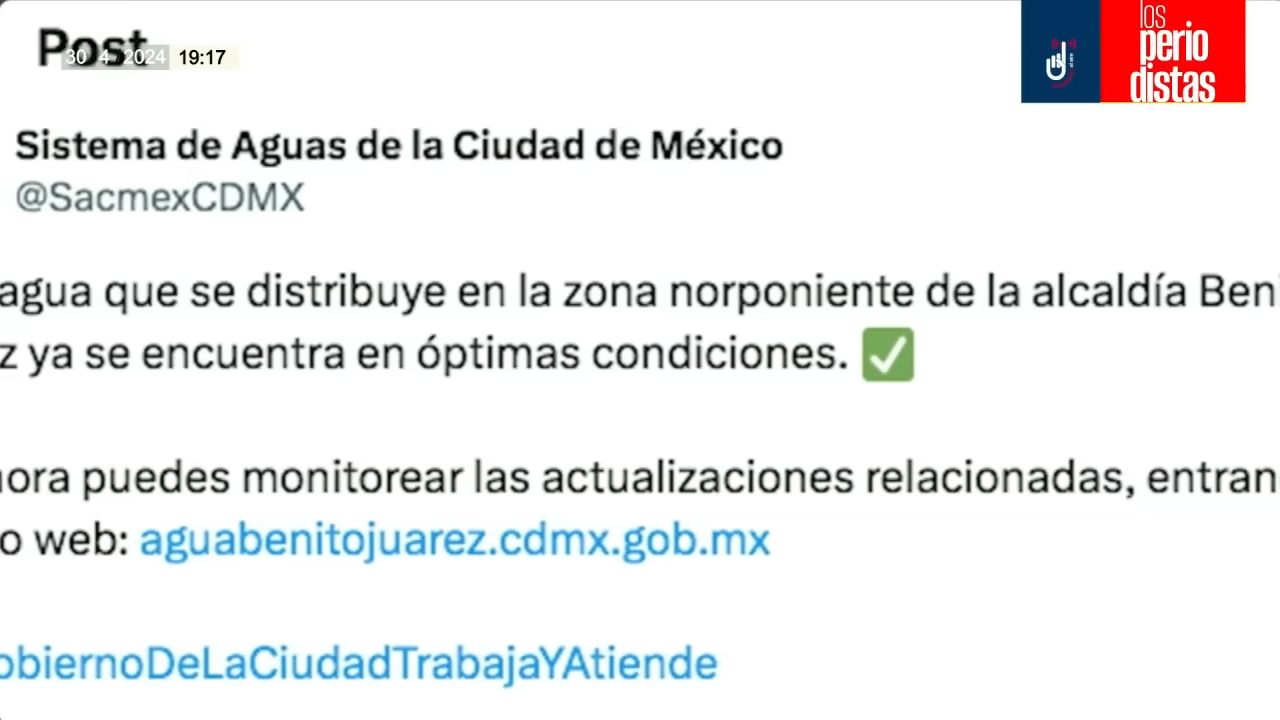 Post
30 4 2024 19:17
los
perio
distas
Sistema de Aguas de la Ciudad de México
@SacmexCDMX
agua que se distribuye en la zona norponiente de la alcaldía Beni
z ya se encuentra en óptimas condiciones. ✅
hora puedes monitorear las actualizaciones relacionadas, entran
o web: aguabenitojuarez.cdmx.gob.mx
obiernoDeLaCiudadTrabajaYAtiende